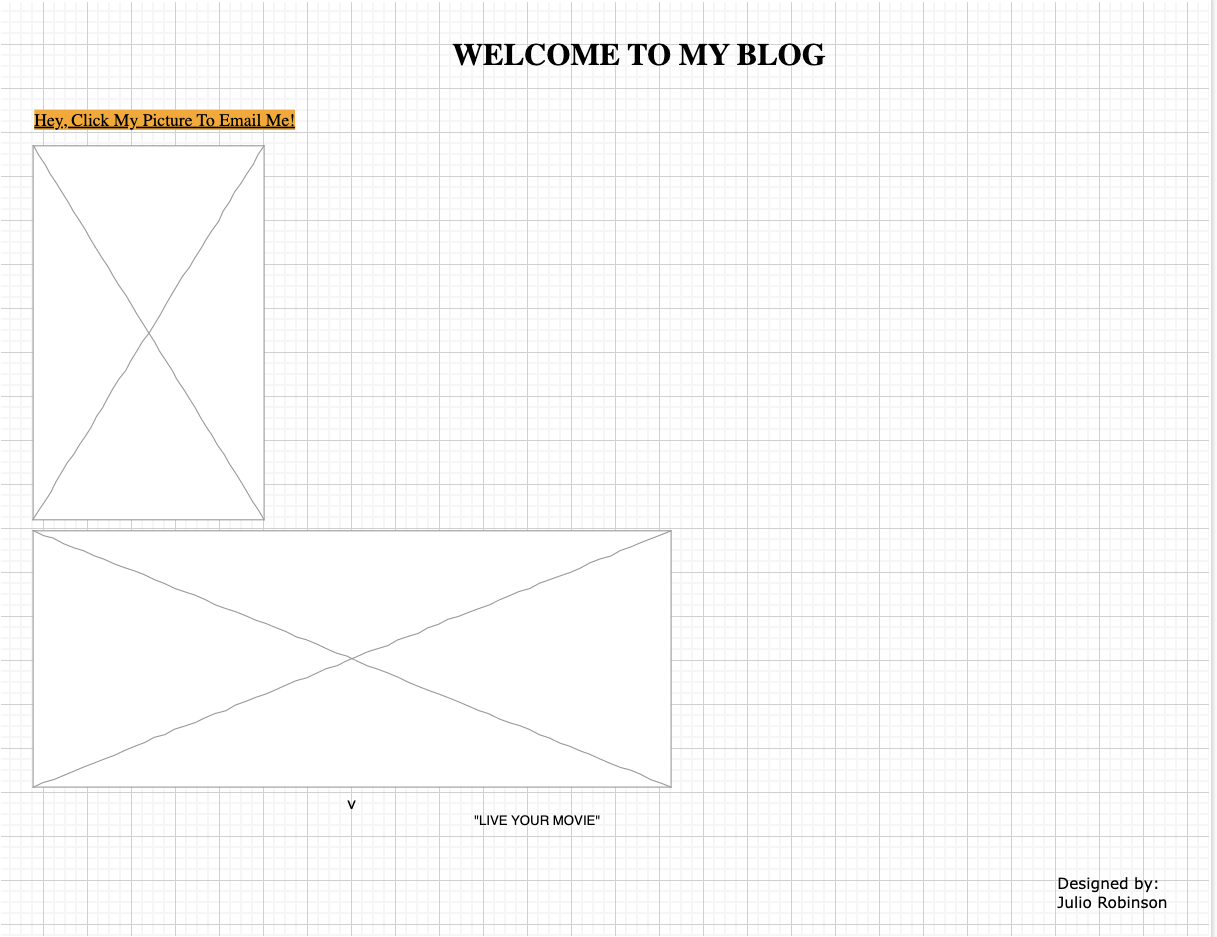 WELCOME TO MY BLOG
Hey, Click My Picture To Email Me!
v
"LIVE YOUR MOVIE"
Designed by:
Julio Robinson